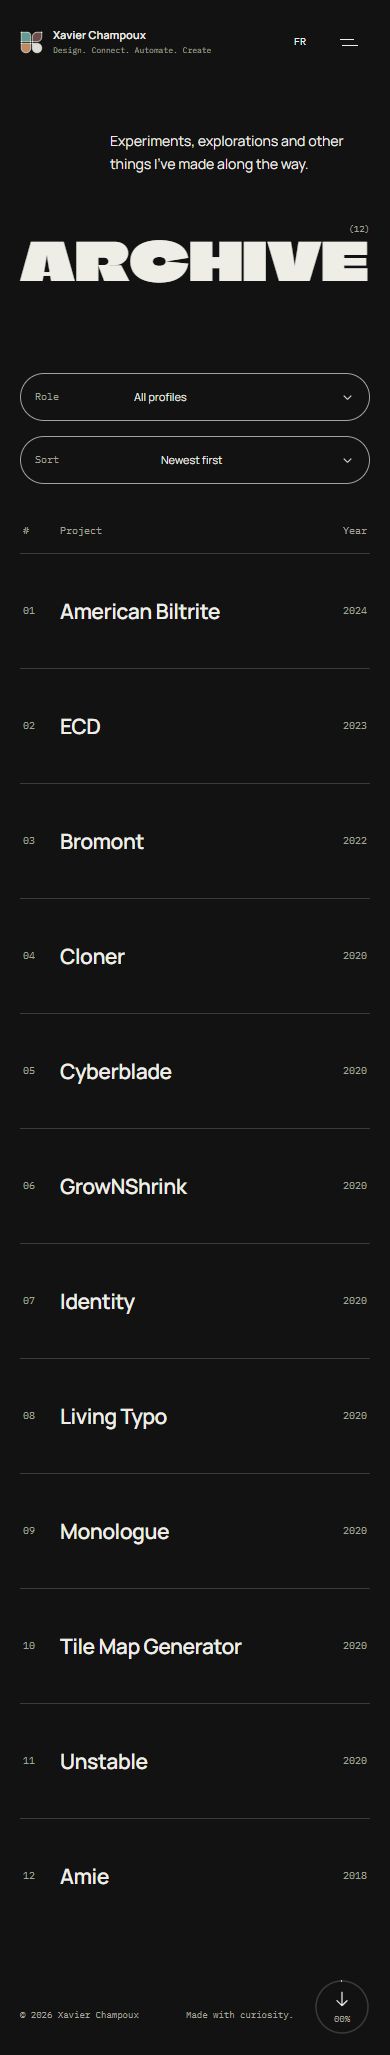 Xavier Champoux
Design. Connect. Automate. Create
FR
Experiments, explorations and other
things I've made along the way.
(12)
ARCHIVE
Role All profiles
Sort Newest first
# Project Year
01 American Biltrite 2024
02 ECD 2023
03 Bromont 2022
04 Cloner 2020
05 Cyberblade 2020
06 GrowNShrink 2020
07 Identity 2020
08 Living Typo 2020
09 Monologue 2020
10 Tile Map Generator 2020
11 Unstable 2020
12 Amie 2018
© 2026 Xavier Champoux Made with curiosity.
00%